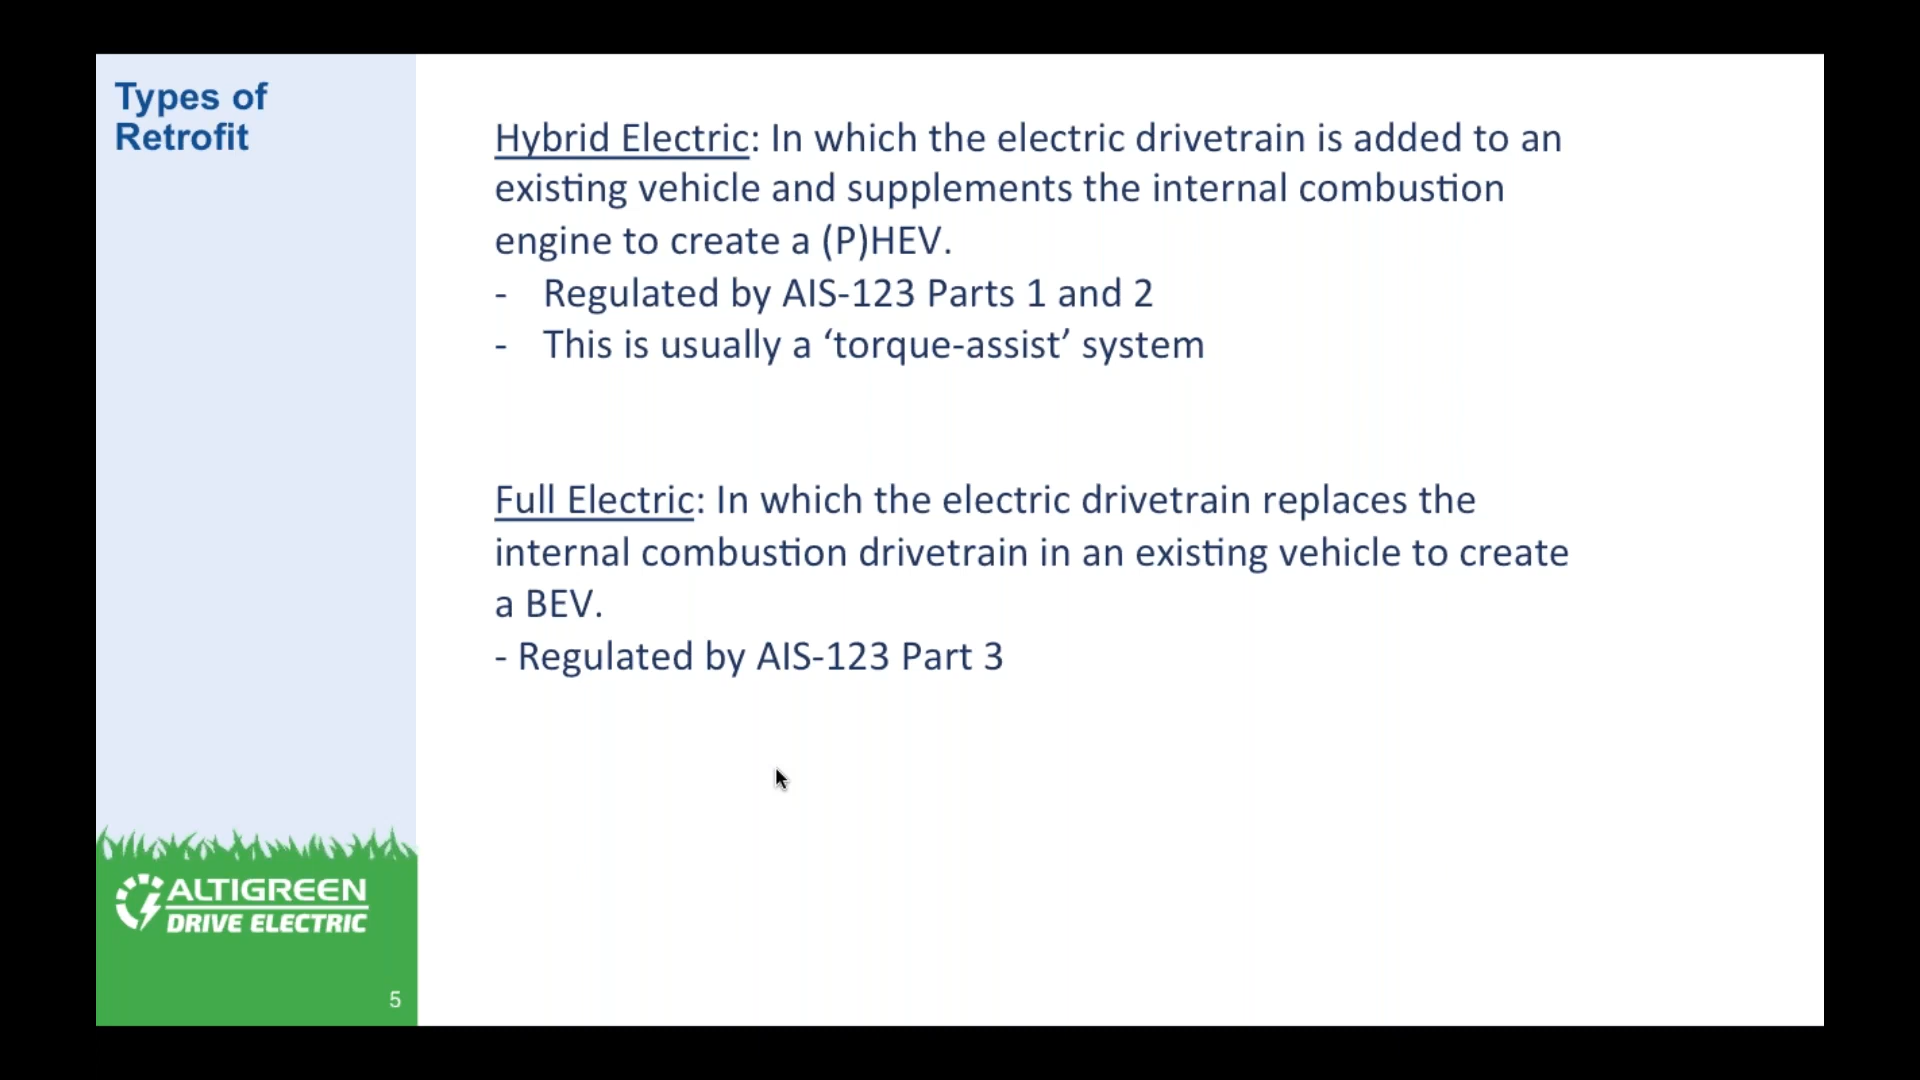 Types of
Retrofit
Hybrid Electric: In which the electric drivetrain is added to an
existing vehicle and supplements the internal combustion
engine to create a (P)HEV.
- Regulated by AIS-123 Parts 1 and 2
- This is usually a ‘torque-assist’ system
Full Electric: In which the electric drivetrain replaces the
internal combustion drivetrain in an existing vehicle to create
a BEV.
- Regulated by AIS-123 Part 3
ALTIGREEN
DRIVE ELECTRIC
5